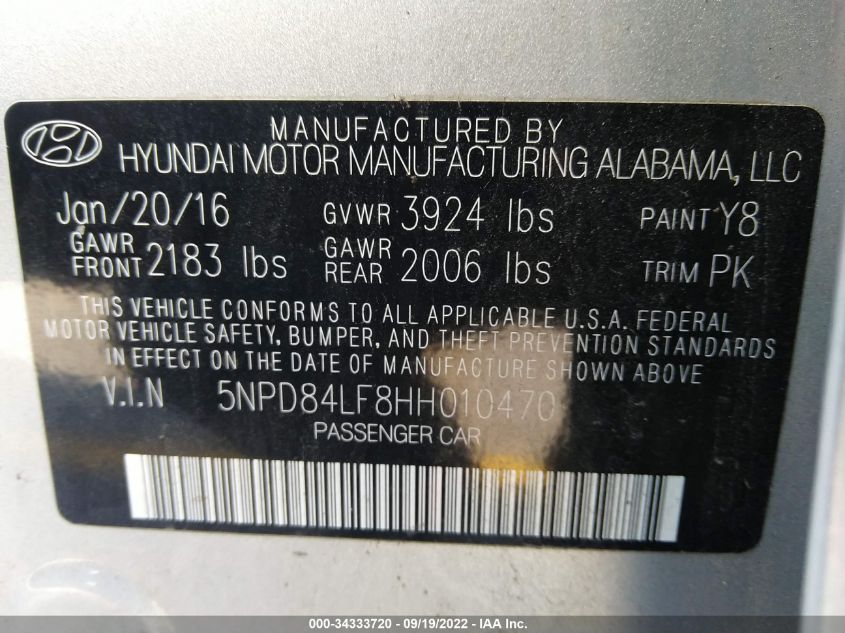 MANUFACTURED BY
HYUNDAI MOTOR MANUFACTURING ALABAMA, LLC
Jan/20/16 GVWR 3924 lbs PAINT Y8
GAWR FRONT 2183 lbs GAWR REAR 2006 lbs TRIM PK
THIS VEHICLE CONFORMS TO ALL APPLICABLE U.S.A. FEDERAL
MOTOR VEHICLE SAFETY, BUMPER, AND THEFT PREVENTION STANDARDS
IN EFFECT ON THE DATE OF MANUFACTURE SHOWN ABOVE
V.I.N 5NPD84LF8HH010470
PASSENGER CAR
000-34333720 - 09/19/2022 - IAA Inc.